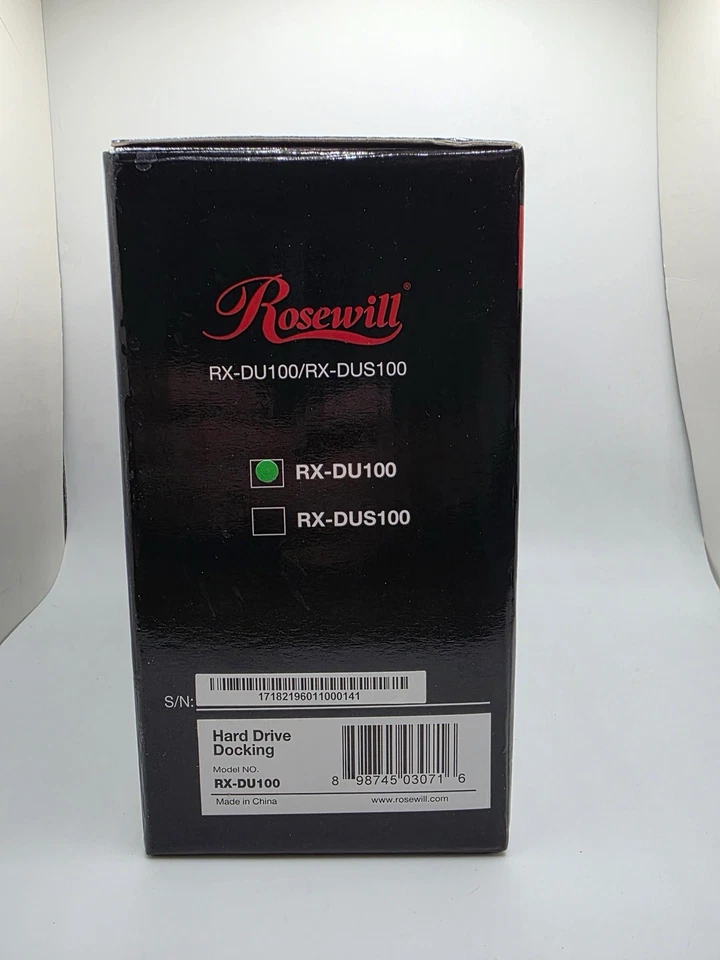 Rosewill®
RX-DU100/RX-DUS100
RX-DU100
RX-DUS100
S/N:
17182196011000141
Hard Drive
Docking
Model NO.
RX-DU100
Made in China
8 98745 03071 6
www.rosewill.com